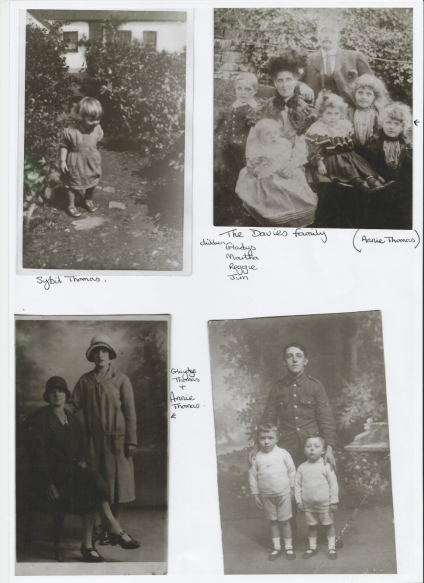 Sybil Thomas.
The Davies family
children
Gladys
Martha
Reggie
Jim
(Annie Thomas)
Gladys
Thomas
+
Annie
Thomas.